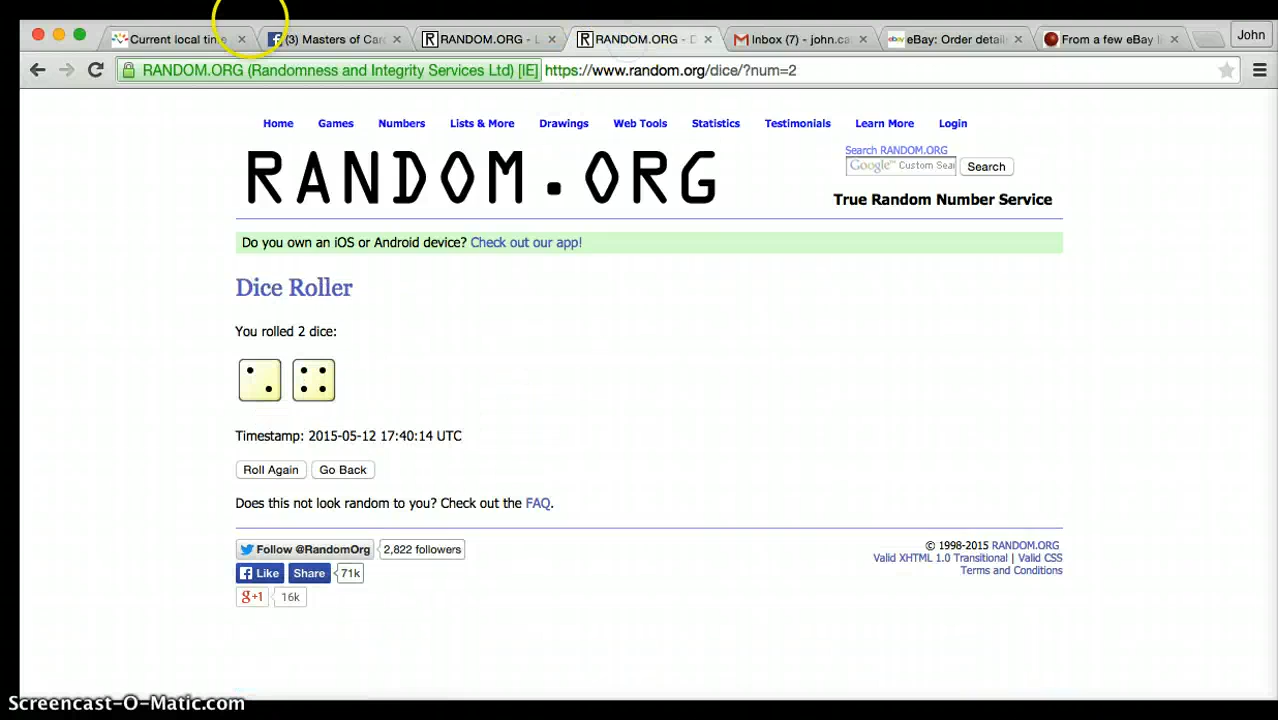 Current local time
(3) Masters of Car
RANDOM.ORG - L
RANDOM.ORG - D
Inbox (7) - john.ca
eBay: Order details
From a few eBay l
John
RANDOM.ORG (Randomness and Integrity Services Ltd) [IE] https://www.random.org/dice/?num=2
Home Games Numbers Lists & More Drawings Web Tools Statistics Testimonials Learn More Login
RANDOM.ORG
Search RANDOM.ORG
Google™ Custom Sear
Search
True Random Number Service
Do you own an iOS or Android device? Check out our app!
Dice Roller
You rolled 2 dice:
Timestamp: 2015-05-12 17:40:14 UTC
Roll Again Go Back
Does this not look random to you? Check out the FAQ.
Follow @RandomOrg 2,822 followers
Like Share 71k
g+1 16k
© 1998-2015 RANDOM.ORG
Valid XHTML 1.0 Transitional | Valid CSS
Terms and Conditions
Screencast-O-Matic.com